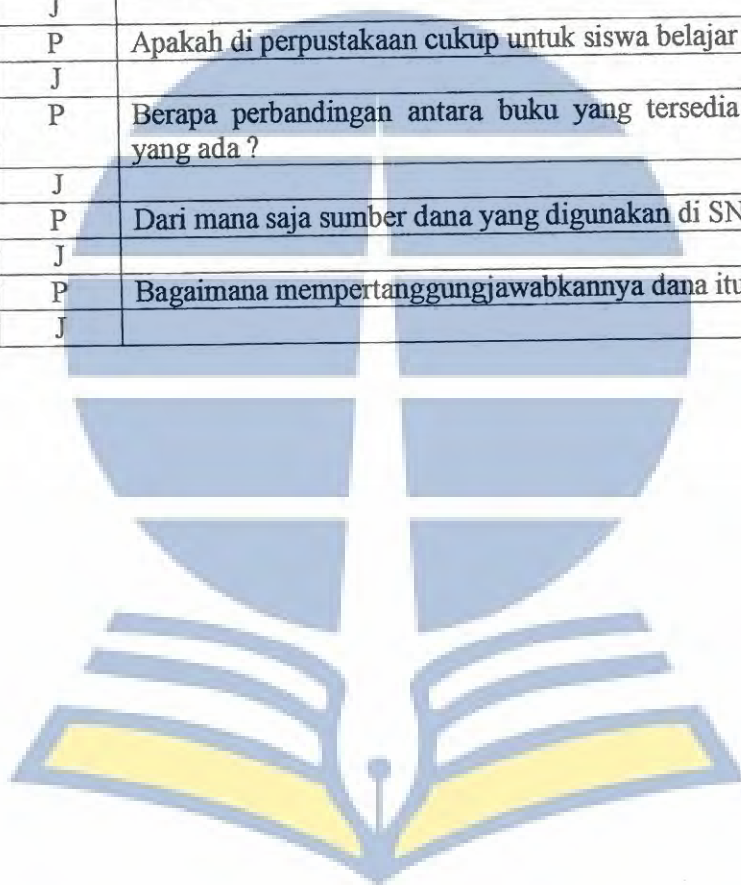 J
P Apakah di perpustakaan cukup untuk siswa belajar
J
P Berapa perbandingan antara buku yang tersedia
yang ada ?
J
P Dari mana saja sumber dana yang digunakan di
J
P Bagaimana mempertanggungjawabkannya dana itu
J